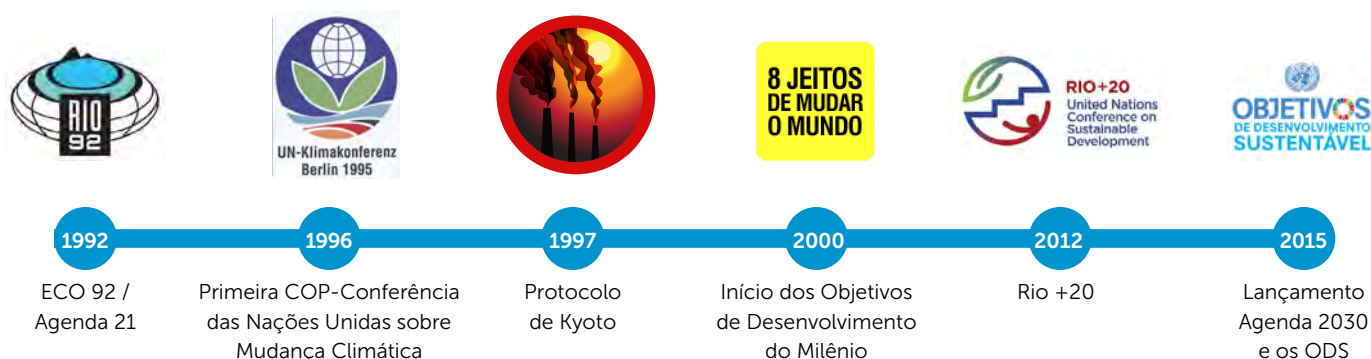 RIO
92
UN-Klimakonferenz
Berlin 1995
8 JEITOS
DE MUDAR
O MUNDO
RIO+20
United Nations
Conference on
Sustainable
Development
OBJETIVOS
DE DESENVOLVIMENTO
SUSTENTÁVEL
1992
1996
1997
2000
2012
2015
ECO 92 /
Agenda 21
Primeira COP-Conferência
das Nações Unidas sobre
Mudança Climática
Protocolo
de Kyoto
Início dos Objetivos
de Desenvolvimento
do Milênio
Rio +20
Lançamento
Agenda 2030
e os ODS